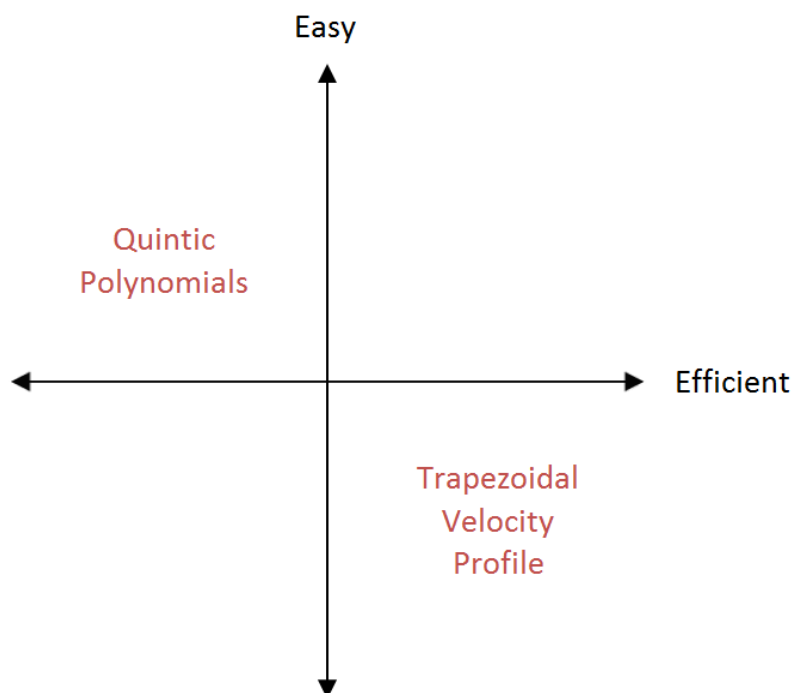 Easy
Quintic
Polynomials
Efficient
Trapezoidal
Velocity
Profile